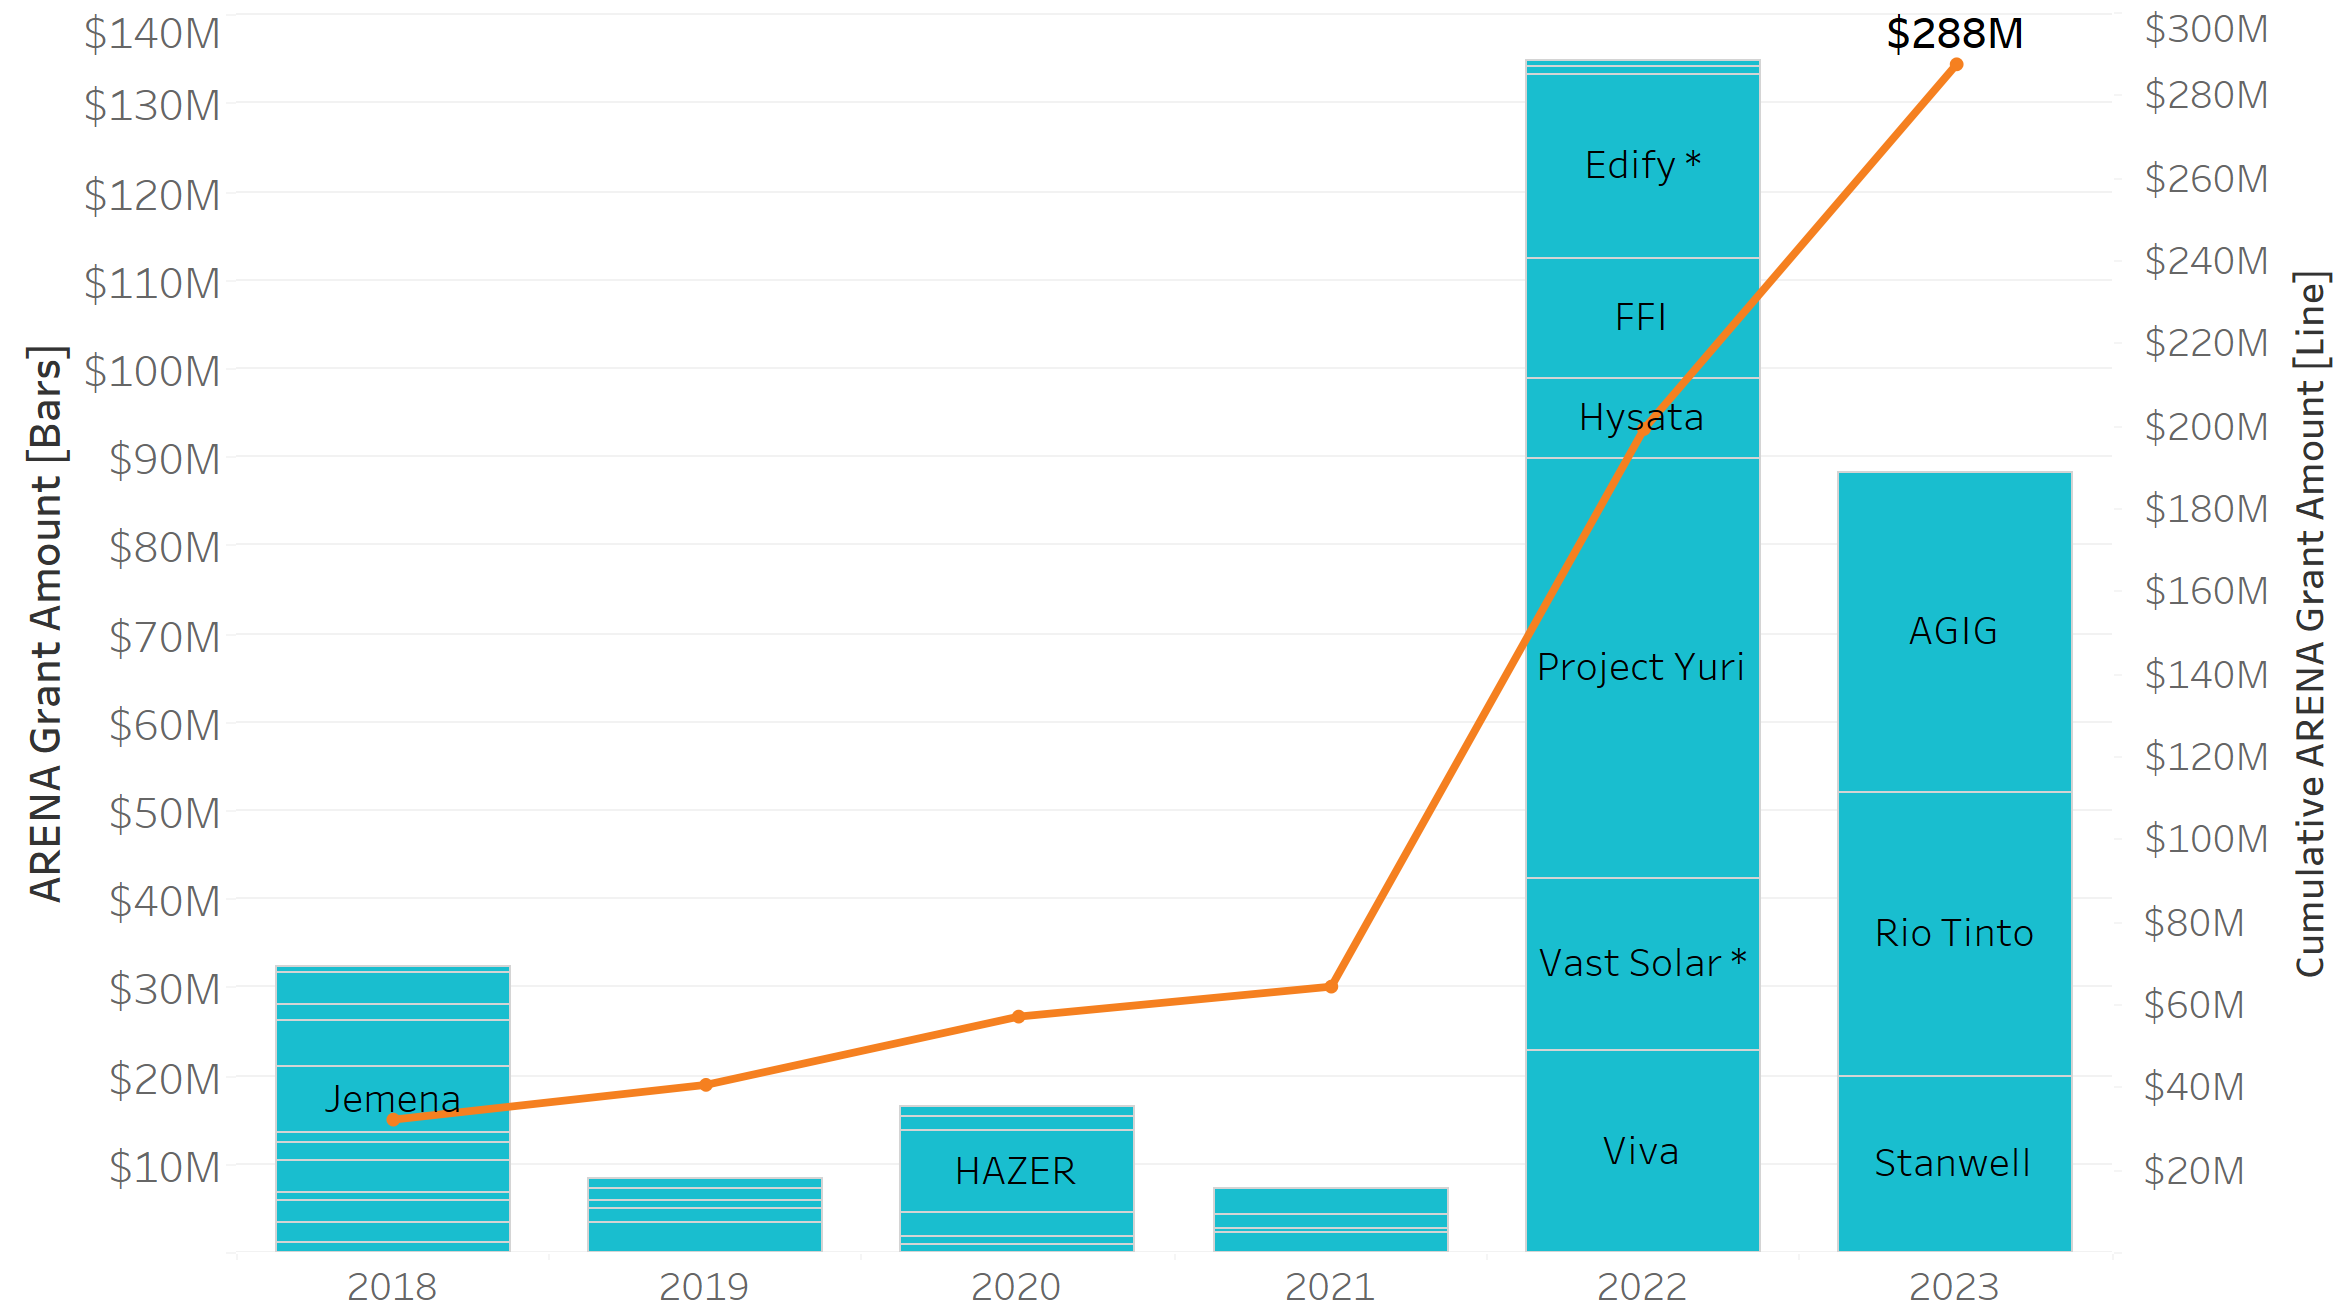 ARENA Grant Amount [Bars]
$140M
$130M
$120M
$110M
$100M
$90M
$80M
$70M
$60M
$50M
$40M
$30M
$20M
$10M
Jemena
HAZER
Edify *
FFI
Hysata
Project Yuri
Vast Solar *
Viva
$288M
AGIG
Rio Tinto
Stanwell
$300M
$280M
$260M
$240M
$220M
$200M
$180M
$160M
$140M
$120M
$100M
$80M
$60M
$40M
$20M
Cumulative ARENA Grant Amount [Line]
2018
2019
2020
2021
2022
2023